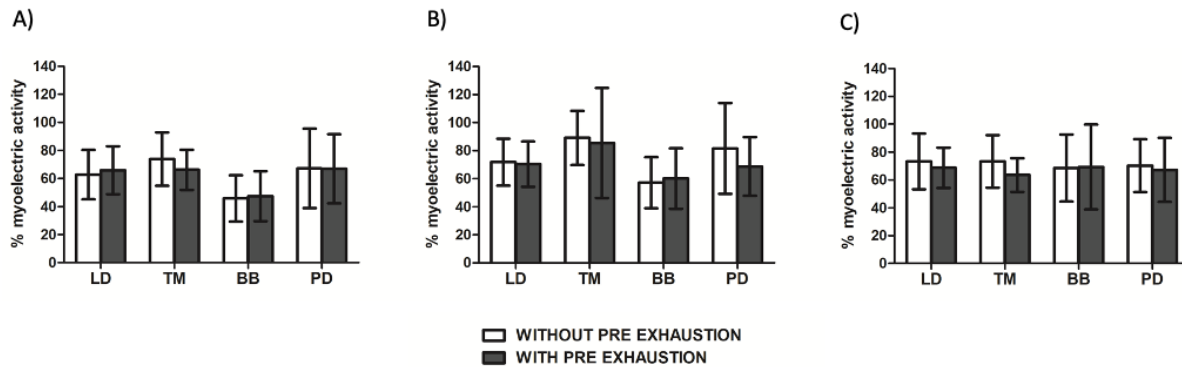 A)
B)
C)
% myoelectric activity
140
120
100
80
60
40
20
0
LD TM BB PD
% myoelectric activity
140
120
100
80
60
40
20
0
LD TM BB PD
% myoelectric activity
140
120
100
80
60
40
20
0
LD TM BB PD
WITHOUT PRE EXHAUSTION
WITH PRE EXHAUSTION